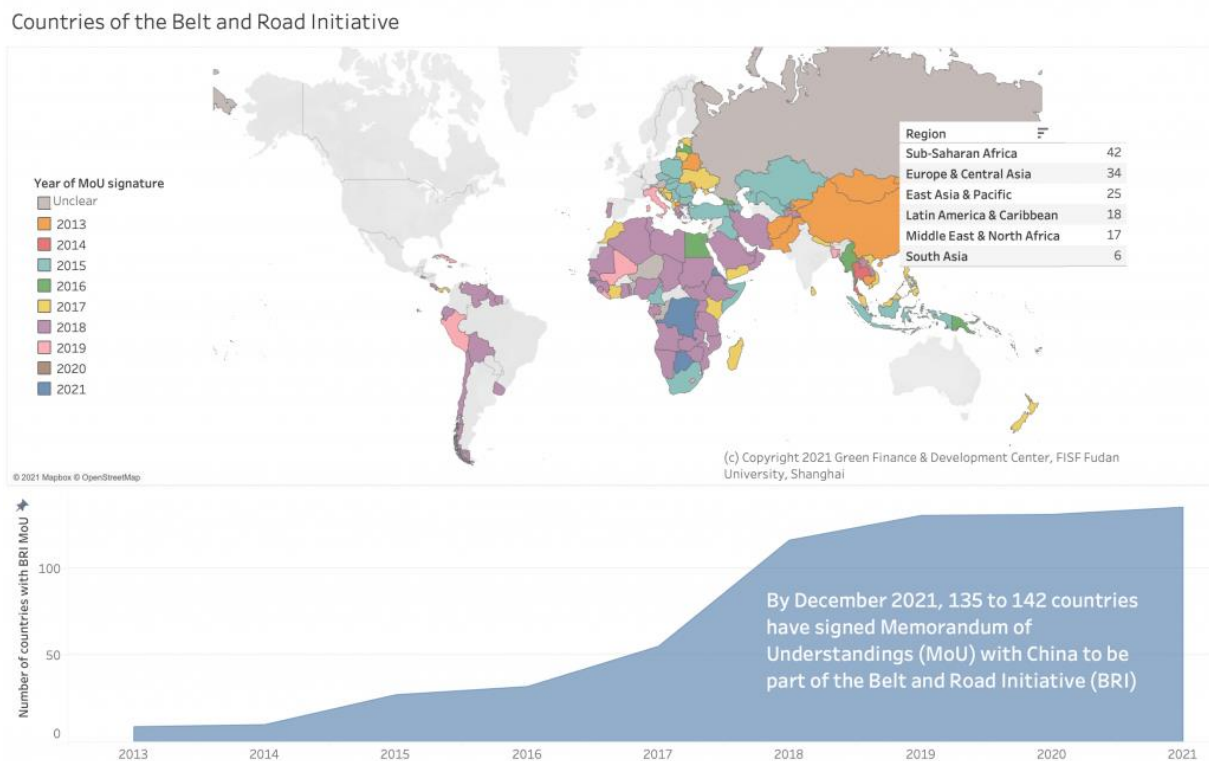 Countries of the Belt and Road Initiative
Year of MoU signature
Unclear
2013
2014
2015
2016
2017
2018
2019
2020
2021
Region
Sub-Saharan Africa 42
Europe & Central Asia 34
East Asia & Pacific 25
Latin America & Caribbean 18
Middle East & North Africa 17
South Asia 6
(c) Copyright 2021 Green Finance & Development Center, FISF Fudan
University, Shanghai
© 2021 Mapbox © OpenStreetMap
Number of countries with BRI MoU
100
50
0
By December 2021, 135 to 142 countries
have signed Memorandum of
Understandings (MoU) with China to be
part of the Belt and Road Initiative (BRI)
2013 2014 2015 2016 2017 2018 2019 2020 2021